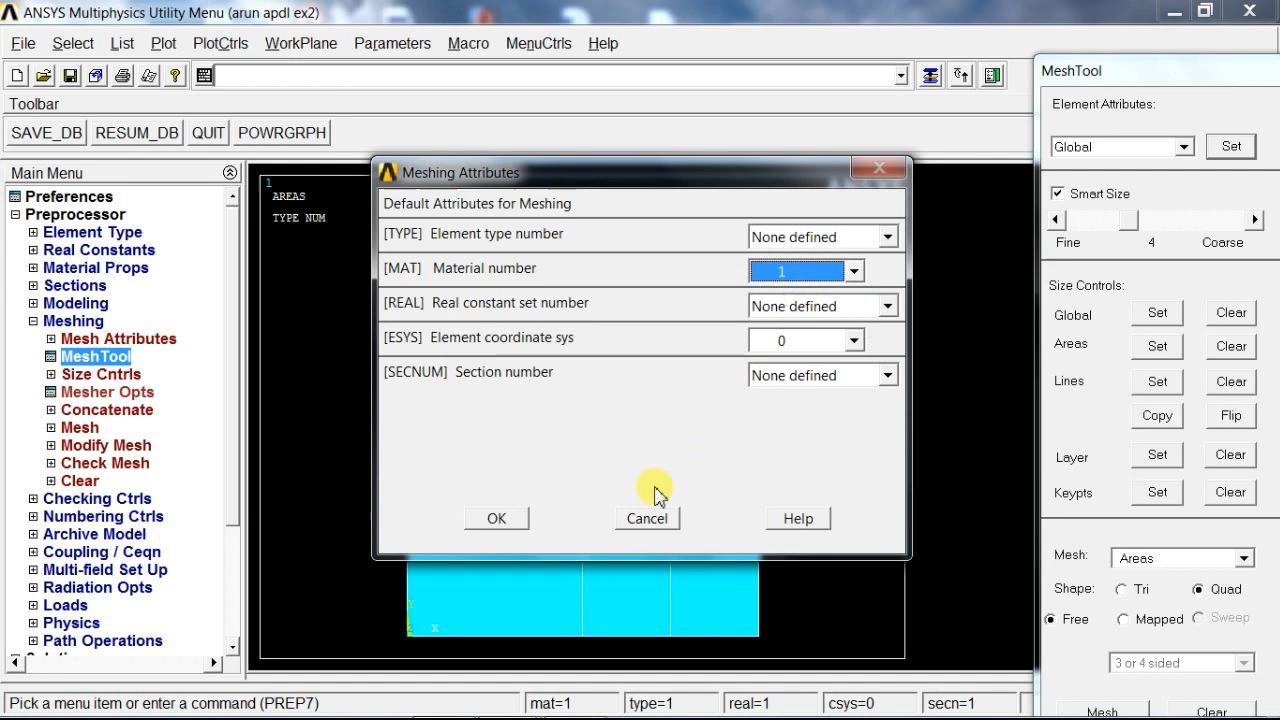 ANSYS Multiphysics Utility Menu (arun apdl ex2)
File Select List Plot PlotCtrls WorkPlane Parameters Macro MenuCtrls Help
Toolbar
SAVE_DB RESUM_DB QUIT POWRGRPH
Main Menu
Preferences
Preprocessor
Element Type
Real Constants
Material Props
Sections
Modeling
Meshing
Mesh Attributes
MeshTool
Size Cntrls
Mesher Opts
Concatenate
Mesh
Modify Mesh
Check Mesh
Clear
Checking Ctrls
Numbering Ctrls
Archive Model
Coupling / Ceqn
Multi-field Set Up
Radiation Opts
Loads
Physics
Path Operations
1
AREAS
TYPE NUM
Y
Z X
Meshing Attributes
Default Attributes for Meshing
[TYPE] Element type number None defined
[MAT] Material number 1
[REAL] Real constant set number None defined
[ESYS] Element coordinate sys 0
[SECNUM] Section number None defined
OK Cancel Help
MeshTool
Element Attributes:
Global Set
Smart Size
Fine 4 Coarse
Size Controls:
Global Set Clear
Areas Set Clear
Lines Set Clear
Copy Flip
Layer Set Clear
Keypts Set Clear
Mesh: Areas
Shape: Tri Quad
Free Mapped Sweep
3 or 4 sided
Mesh Clear
Pick a menu item or enter a command (PREP7) mat=1 type=1 real=1 csys=0 secn=1